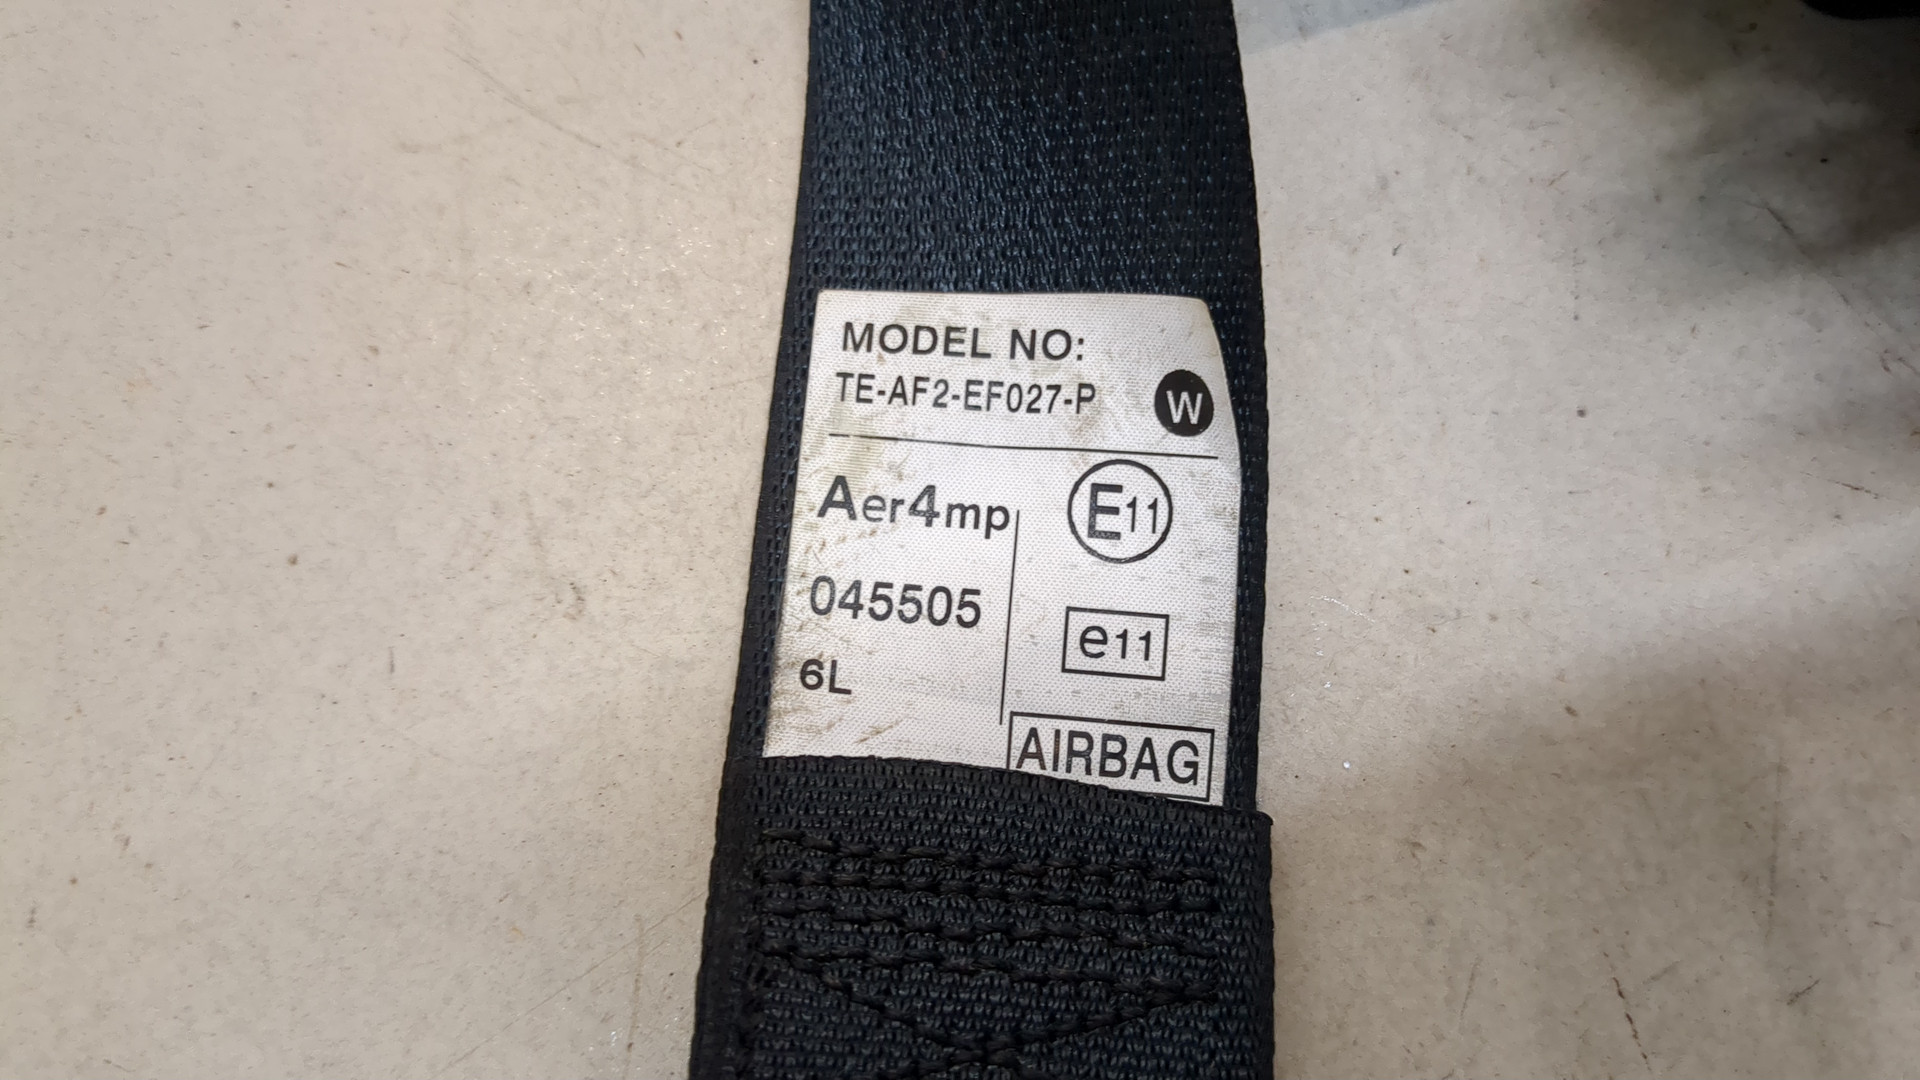 MODEL NO:
TE-AF2-EF027-P W
Aer4mp E11
045505 e11
6L
AIRBAG